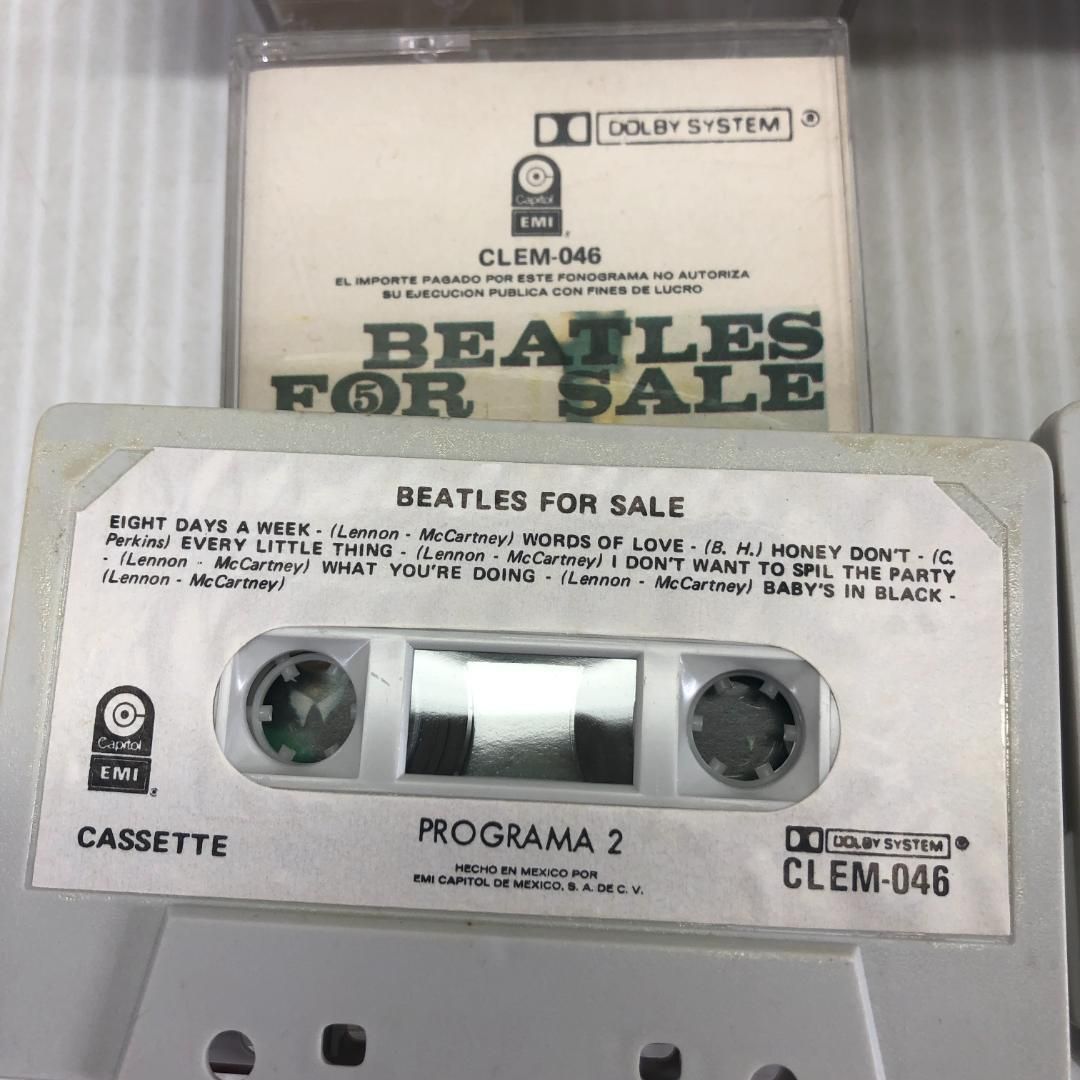 DOLBY SYSTEM ®
Capitol
EMI
CLEM-046
EL IMPORTE PAGADO POR ESTE FONOGRAMA NO AUTORIZA
SU EJECUCION PUBLICA CON FINES DE LUCRO
BEATLES
FOR 5 SALE
BEATLES FOR SALE
EIGHT DAYS A WEEK - (Lennon - McCartney) WORDS OF LOVE - (B. H.) HONEY DON'T - (C.
Perkins) EVERY LITTLE THING - (Lennon - McCartney) I DON'T WANT TO SPIL THE PARTY
- (Lennon - McCartney) WHAT YOU'RE DOING - (Lennon - McCartney) BABY'S IN BLACK -
(Lennon - McCartney)
Capitol
EMI
CASSETTE
PROGRAMA 2
HECHO EN MEXICO POR
EMI CAPITOL DE MEXICO, S. A. DE C. V.
DOLBY SYSTEM ®
CLEM-046